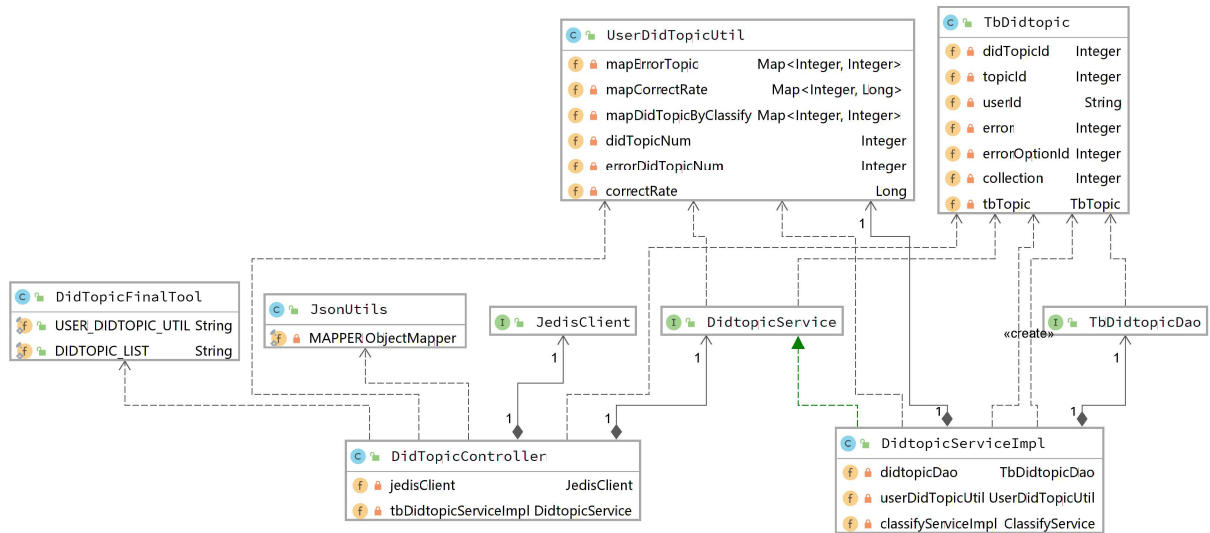 UserDidTopicUtil
mapErrorTopic Map<Integer, Integer>
mapCorrectRate Map<Integer, Long>
mapDidTopicByClassify Map<Integer, Integer>
didTopicNum Integer
errorDidTopicNum Integer
correctRate Long
TbDidtopic
didTopicId Integer
topicId Integer
userId String
error Integer
errorOptionId Integer
collection Integer
tbTopic TbTopic
1
DidTopicFinalTool
USER_DIDTOPIC_UTIL String
DIDTOPIC_LIST String
JsonUtils
MAPPER ObjectMapper
JedisClient
DidtopicService
TbDidtopicDao
«create»
1
1
1
1
1
1
1
DidTopicController
jedisClient JedisClient
tbDidtopicServiceImpl DidtopicService
DidtopicServiceImpl
didtopicDao TbDidtopicDao
userDidTopicUtil UserDidTopicUtil
classifyServiceImpl ClassifyService